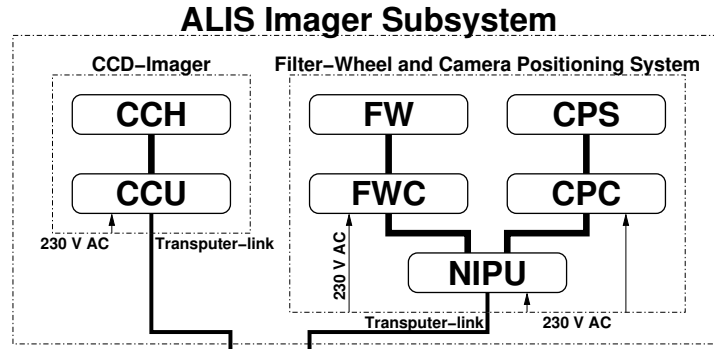 ALIS Imager Subsystem
CCD−Imager
Filter−Wheel and Camera Positioning System
CCH
FW
CPS
CCU
FWC
CPC
230 V AC
Transputer−link
230 V AC
NIPU
Transputer−link
230 V AC